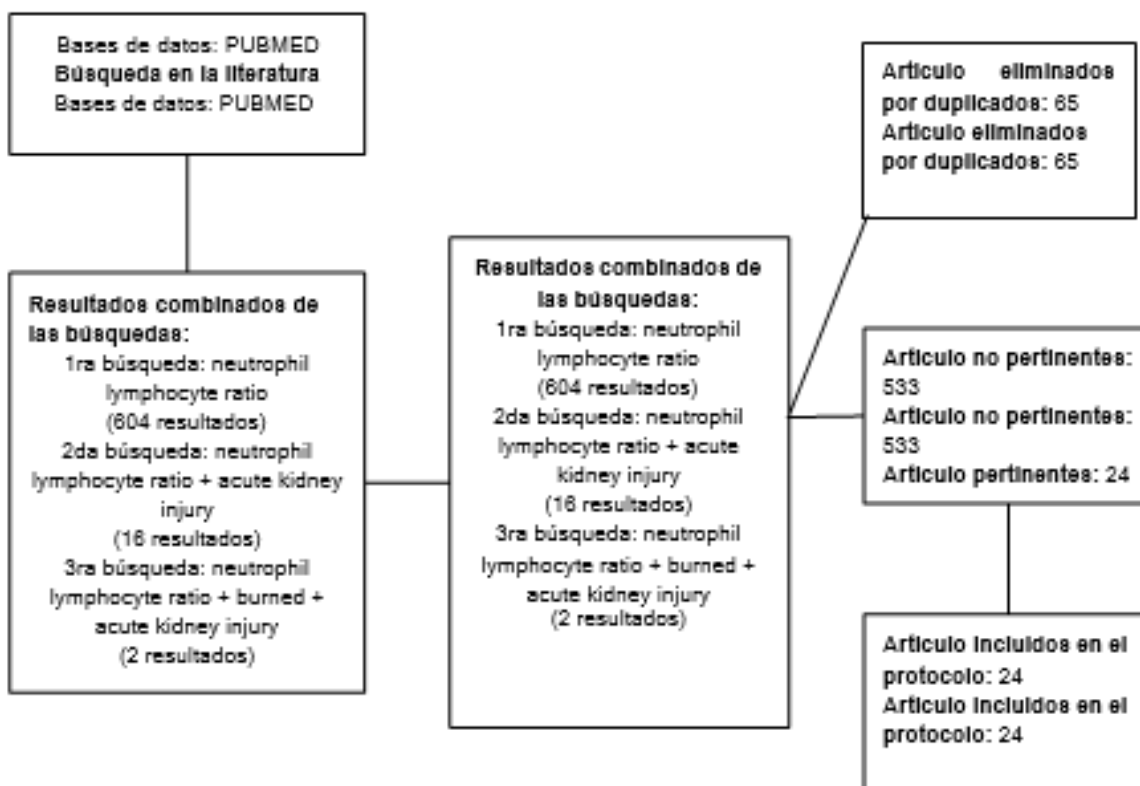 Bases de datos: PUBMED
Búsqueda en la literatura
Bases de datos: PUBMED
Resultados combinados de
las búsquedas:
1ra búsqueda: neutrophil
lymphocyte ratio
(604 resultados)
2da búsqueda: neutrophil
lymphocyte ratio + acute kidney
injury
(16 resultados)
3ra búsqueda: neutrophil
lymphocyte ratio + burned +
acute kidney injury
(2 resultados)
Resultados combinados de
las búsquedas:
1ra búsqueda: neutrophil
lymphocyte ratio
(604 resultados)
2da búsqueda: neutrophil
lymphocyte ratio + acute
kidney injury
(16 resultados)
3ra búsqueda: neutrophil
lymphocyte ratio + burned +
acute kidney injury
(2 resultados)
Articulo eliminados
por duplicados: 65
Articulo eliminados
por duplicados: 65
Articulo no pertinentes:
533
Articulo no pertinentes:
533
Articulo pertinentes: 24
Articulo incluidos en el
protocolo: 24
Articulo incluidos en el
protocolo: 24